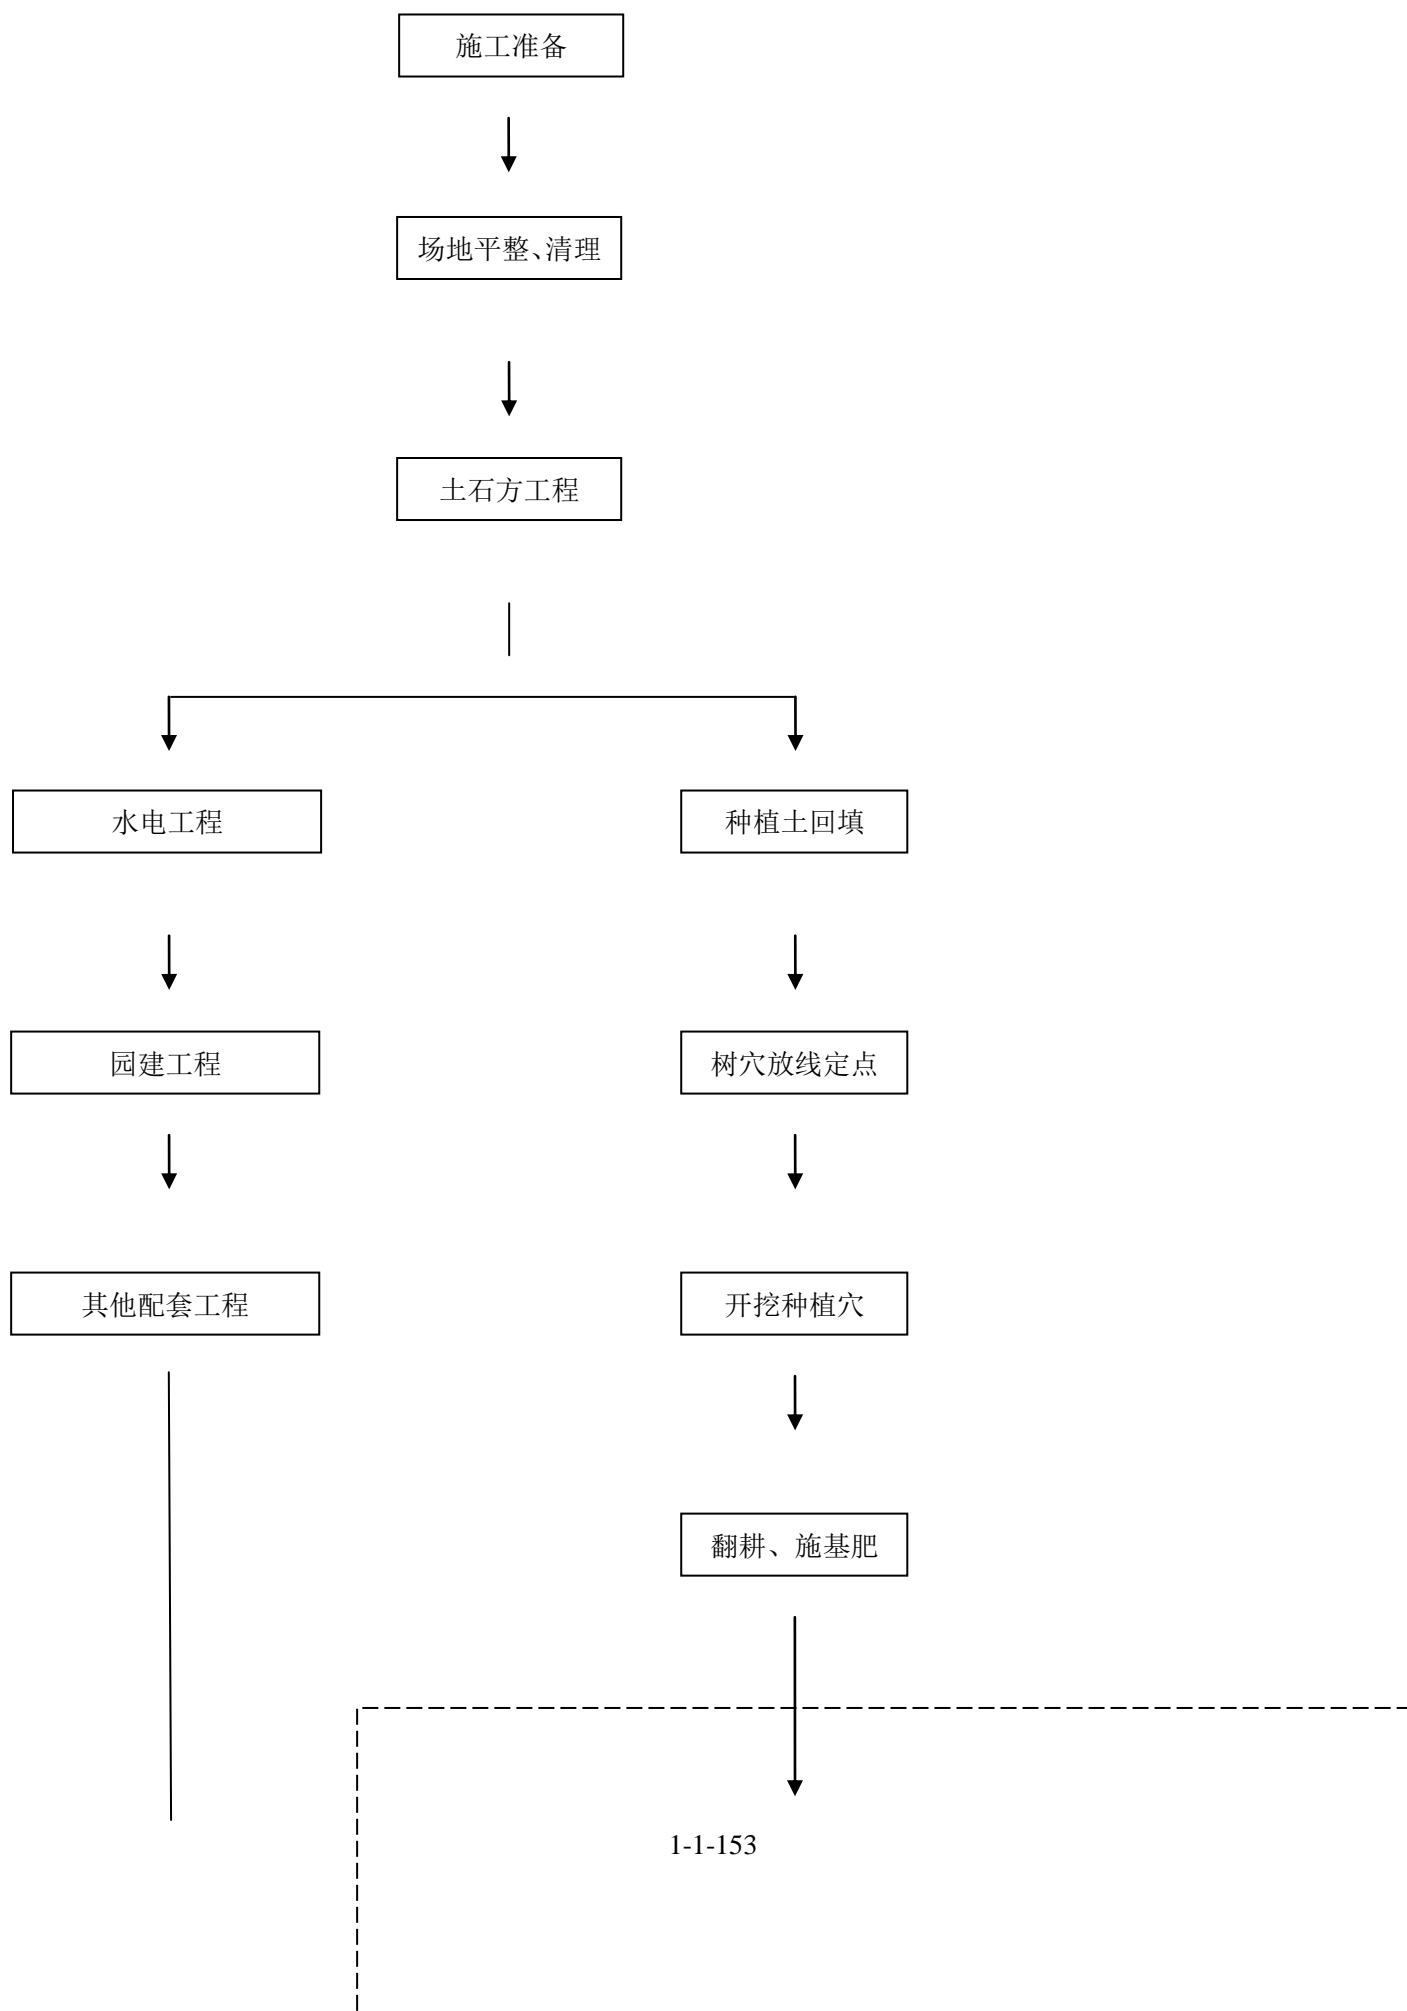 施工准备
场地平整、清理
土石方工程
水电工程
种植土回填
园建工程
树穴放线定点
其他配套工程
开挖种植穴
翻耕、施基肥
1-1-153